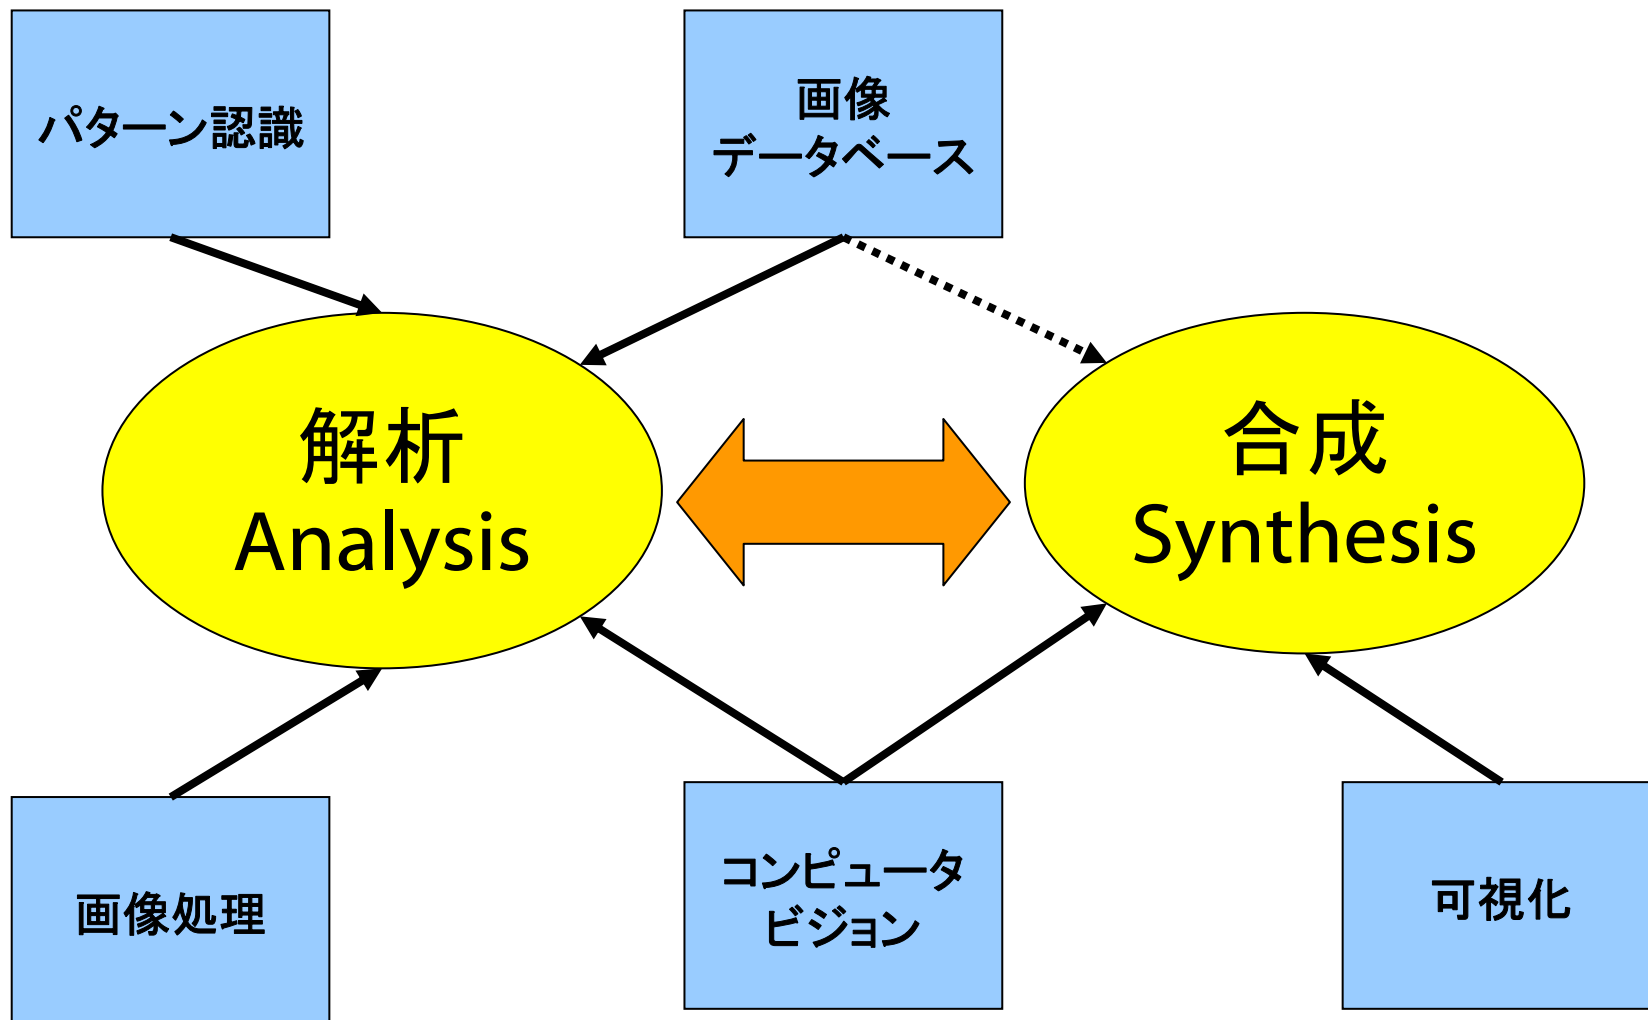 パターン認識
画像
データベース
解析
Analysis
合成
Synthesis
画像処理
コンピュータ
ビジョン
可視化